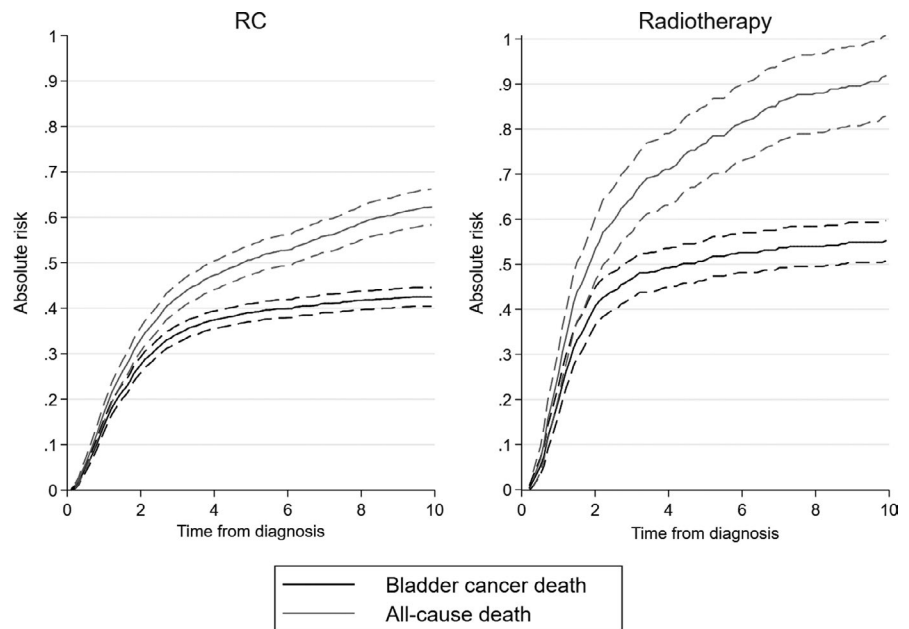 RC
Radiotherapy
1
.9
.8
.7
.6
.5
.4
.3
.2
.1
0
Absolute risk
0 2 4 6 8 10
Time from diagnosis
1
.9
.8
.7
.6
.5
.4
.3
.2
.1
0
Absolute risk
0 2 4 6 8 10
Time from diagnosis
Bladder cancer death
All-cause death